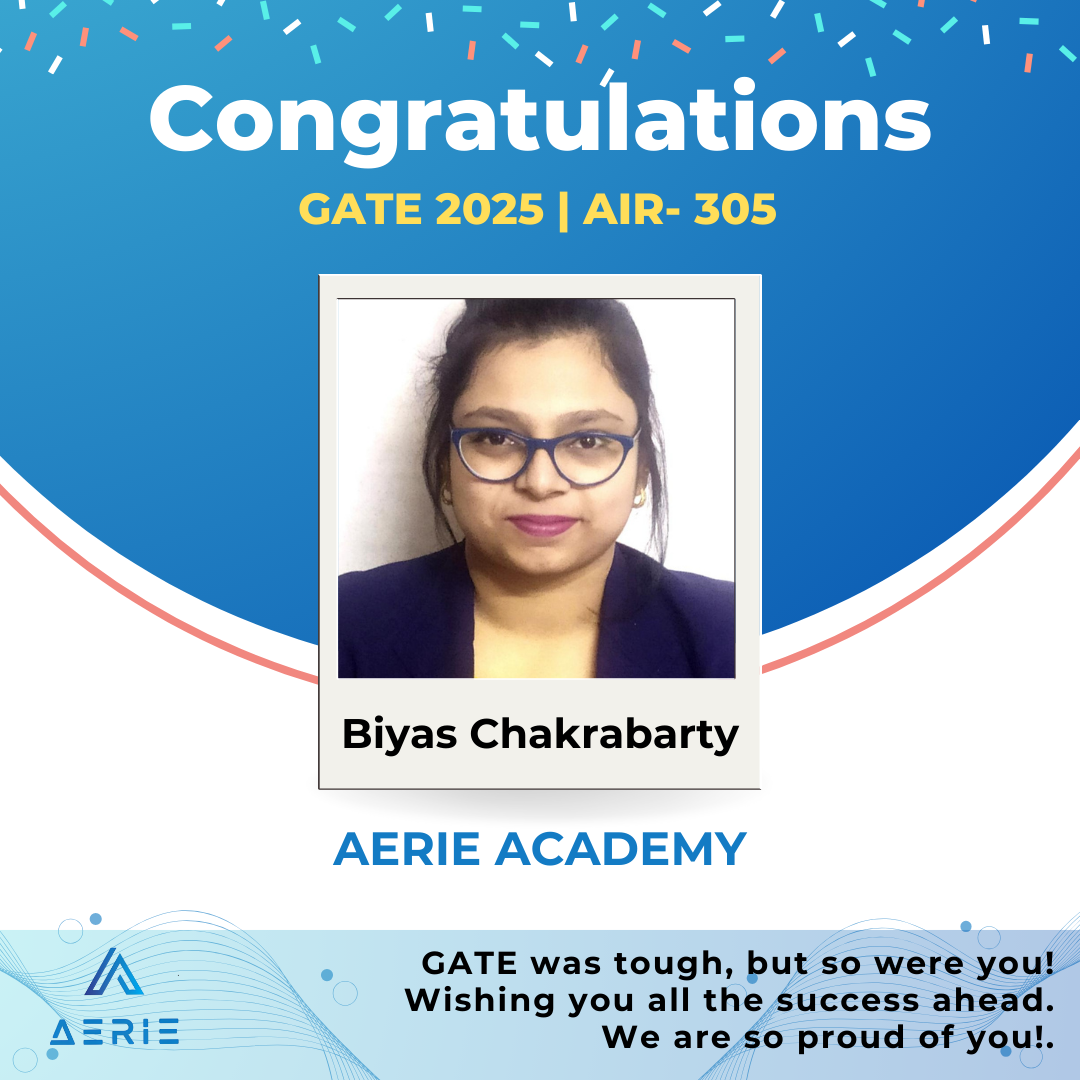 Congratulations
GATE 2025 | AIR- 305
Biyas Chakrabarty
AERIE ACADEMY
GATE was tough, but so were you!
Wishing you all the success ahead.
We are so proud of you!.
AERiE